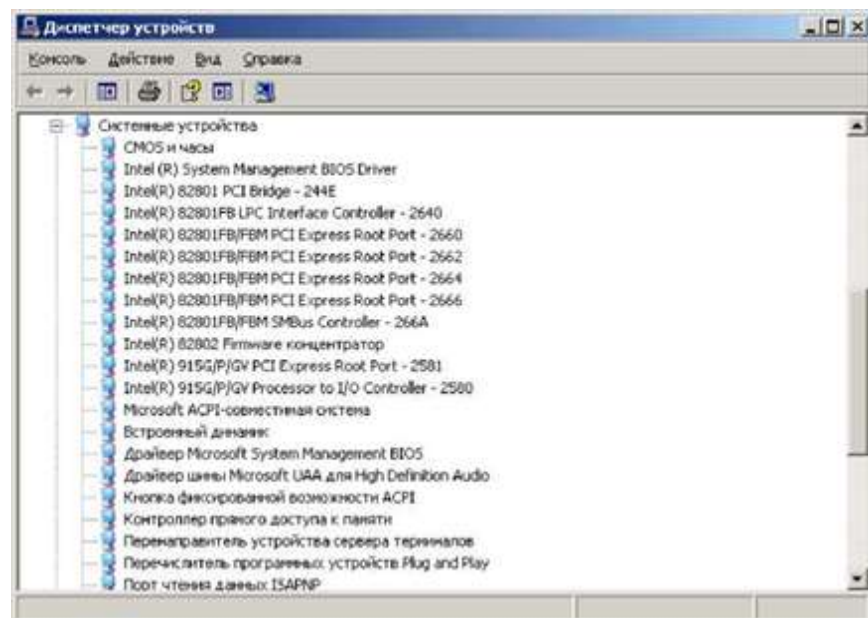 Диспетчер устройств
Консоль Действие Вид Справка
Системные устройства
CMOS и часы
Intel (R) System Management BIOS Driver
Intel(R) 82801 PCI Bridge - 244E
Intel(R) 82801FB LPC Interface Controller - 2640
Intel(R) 82801FB/FBM PCI Express Root Port - 2660
Intel(R) 82801FB/FBM PCI Express Root Port - 2662
Intel(R) 82801FB/FBM PCI Express Root Port - 2664
Intel(R) 82801FB/FBM PCI Express Root Port - 2666
Intel(R) 82801FB/FBM SMBus Controller - 266A
Intel(R) 82802 Firmware концентратор
Intel(R) 915G/P/GV PCI Express Root Port - 2581
Intel(R) 915G/P/GV Processor to I/O Controller - 2580
Microsoft ACPI-совместимая система
Встроенный динамик
Драйвер Microsoft System Management BIOS
Драйвер шины Microsoft UAA для High Definition Audio
Кнопка фиксированной возможности ACPI
Контроллер прямого доступа к памяти
Перенаправитель устройства сервера терминалов
Перечислитель программных устройств Plug and Play
Порт чтения данных ISAPNP